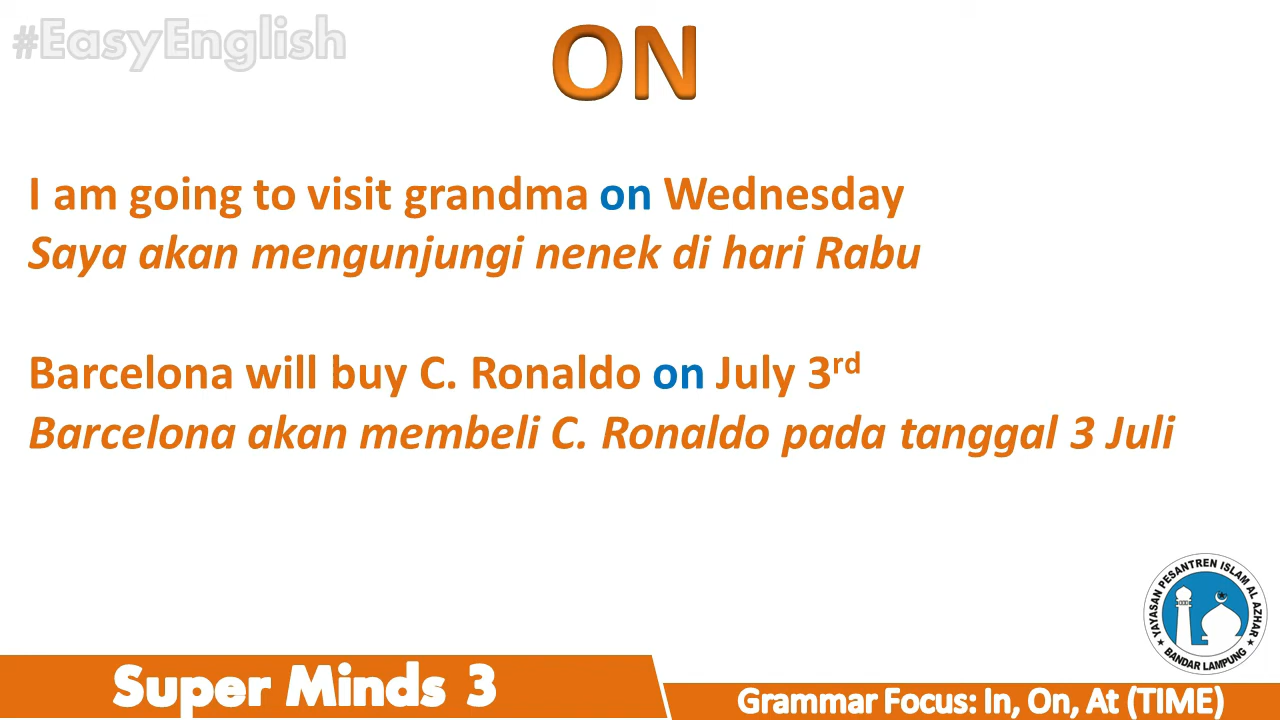 #EasyEnglish
ON
I am going to visit grandma on Wednesday
Saya akan mengunjungi nenek di hari Rabu
Barcelona will buy C. Ronaldo on July 3rd
Barcelona akan membeli C. Ronaldo pada tanggal 3 Juli
YAYASAN PESANTREN ISLAM AL AZHAR
BANDAR LAMPUNG
Super Minds 3
Grammar Focus: In, On, At (TIME)